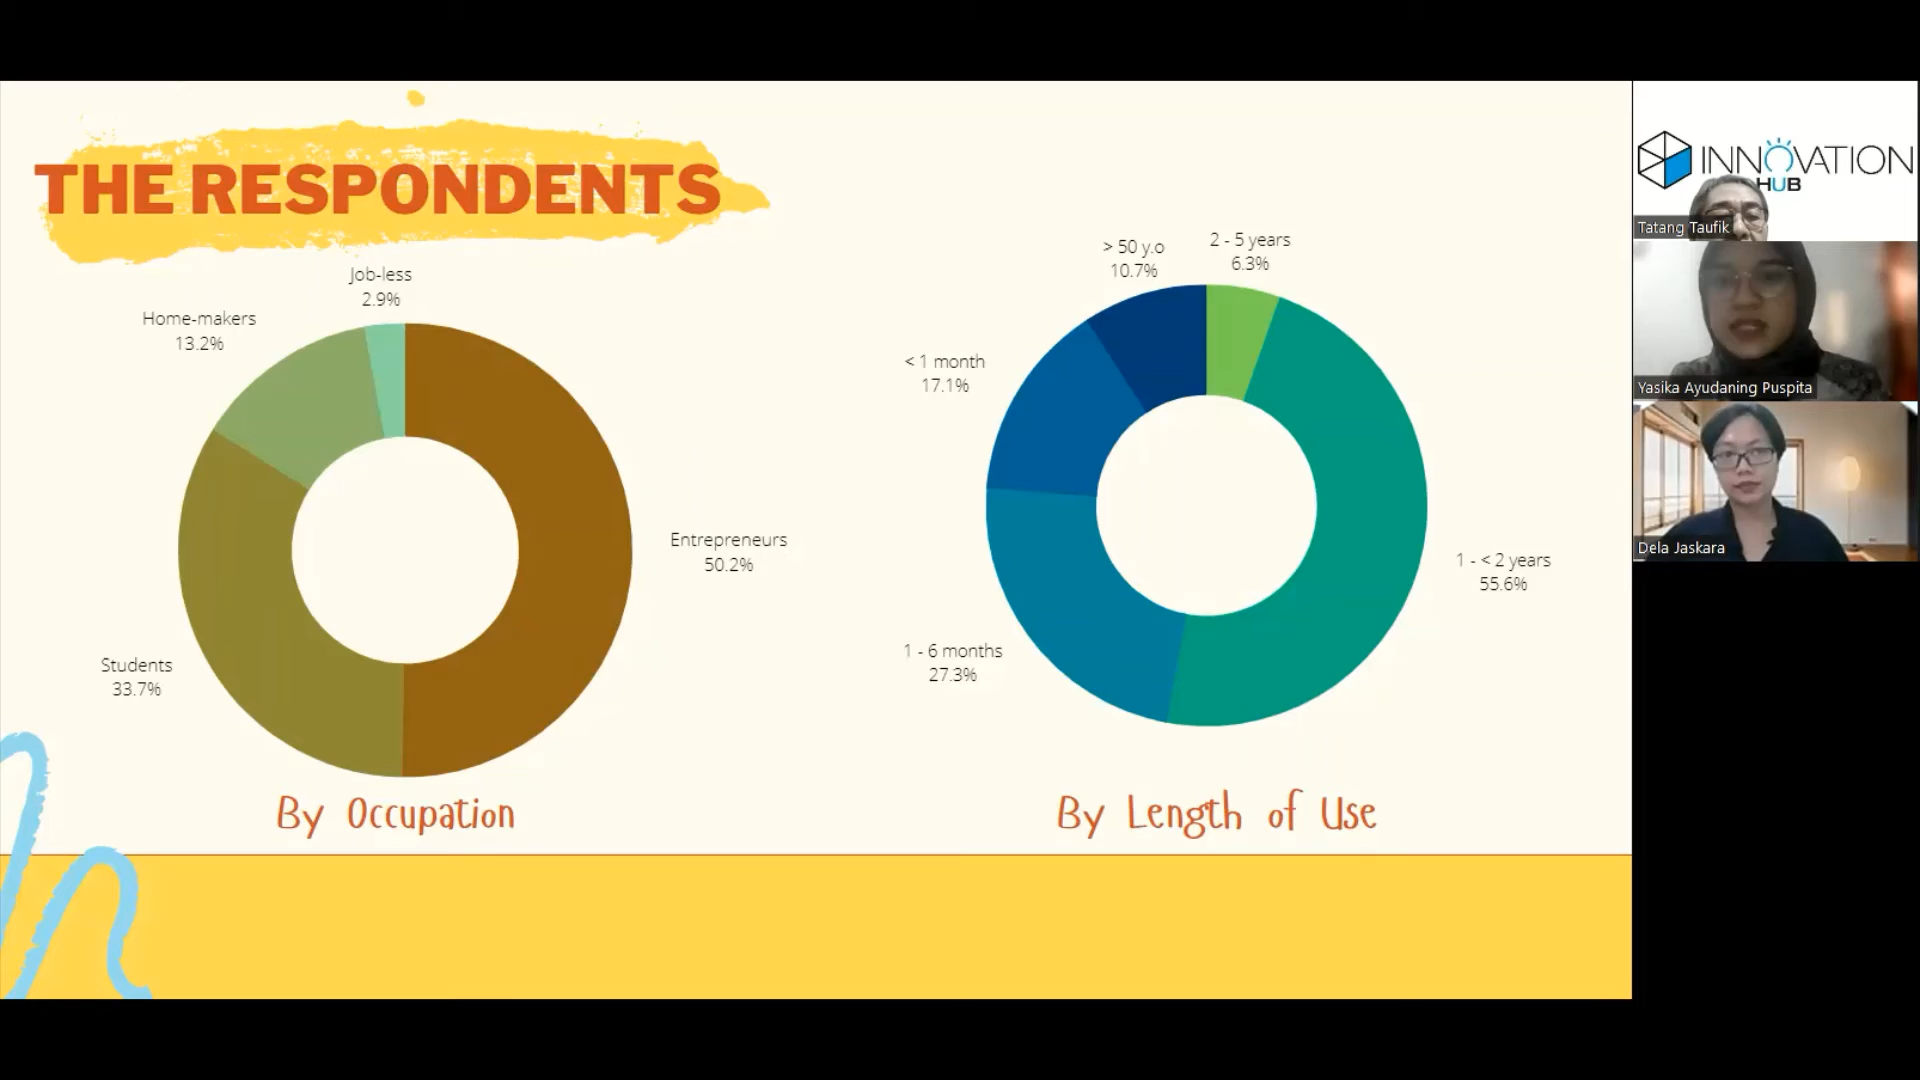 THE RESPONDENTS
Job-less
2.9%
Home-makers
13.2%
Entrepreneurs
50.2%
Students
33.7%
By Occupation
> 50 y.o
10.7%
2 - 5 years
6.3%
< 1 month
17.1%
1 - < 2 years
55.6%
1 - 6 months
27.3%
By Length of Use
INNOVATION
HUB
Tatang Taufik
Yasika Ayudaning Puspita
Dela Jaskara